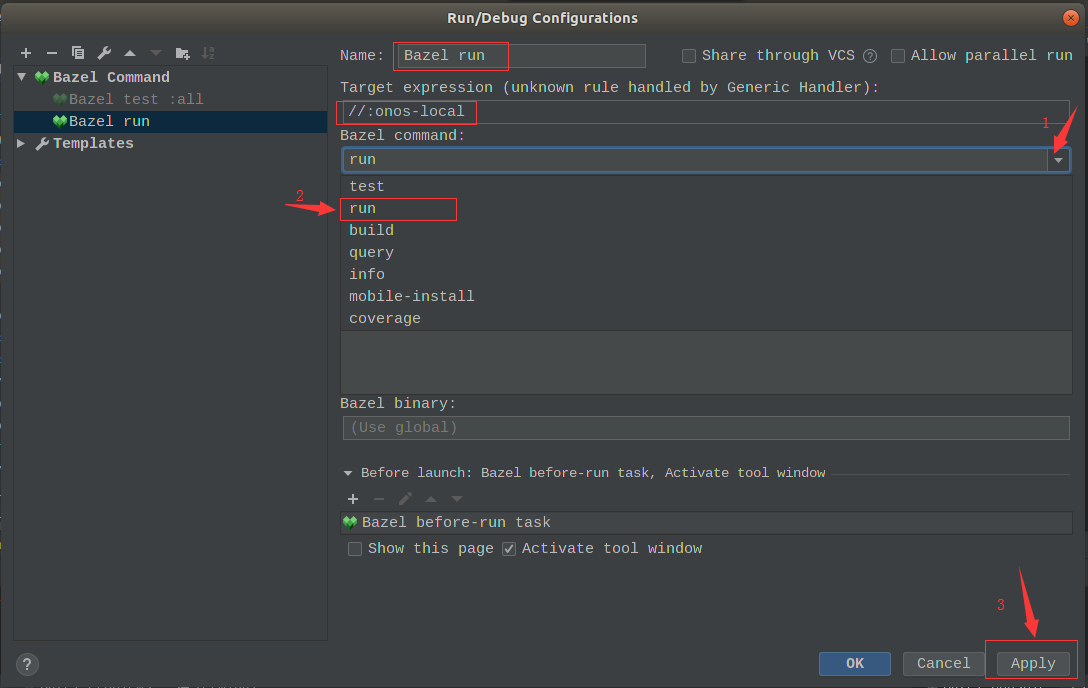 Run/Debug Configurations
Name: Bazel run Share through VCS ? Allow parallel run
Bazel Command
Bazel test :all
Bazel run
Templates
Target expression (unknown rule handled by Generic Handler):
//:onos-local
Bazel command:
1
run
test
2
run
build
query
info
mobile-install
coverage
Bazel binary:
(Use global)
Before launch: Bazel before-run task, Activate tool window
Bazel before-run task
Show this page Activate tool window
3
? OK Cancel Apply